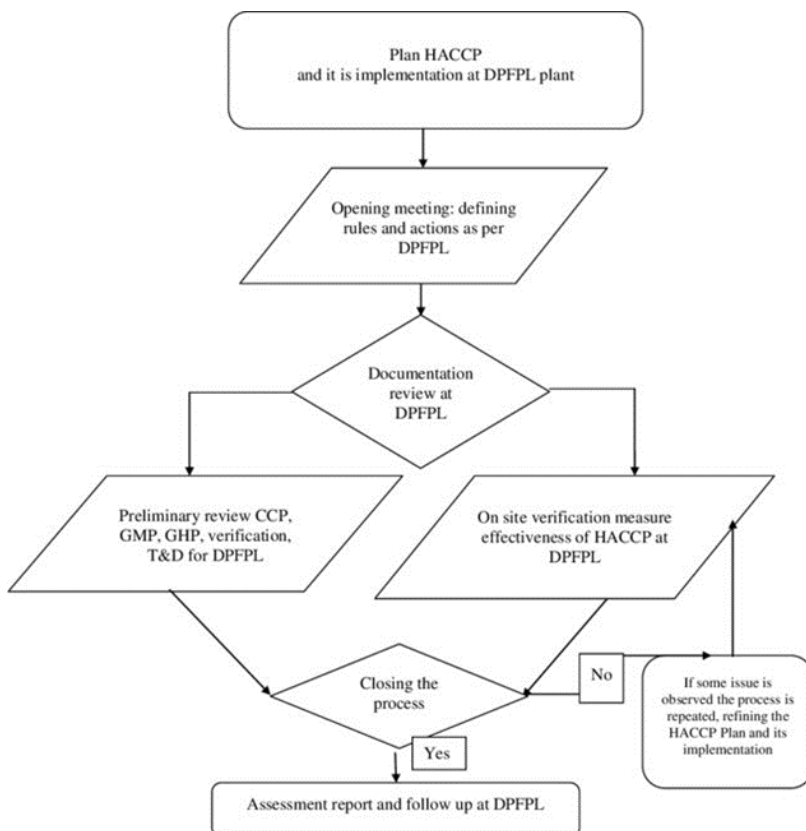 Plan HACCP
and it is implementation at DPFPL plant
Opening meeting: defining
rules and actions as per
DPFPL
Documentation
review at
DPFPL
Preliminary review CCP,
GMP, GHP, verification,
T&D for DPFPL
On site verification measure
effectiveness of HACCP at
DPFPL
Closing the
process
No
If some issue is
observed the process is
repeated, refining the
HACCP Plan and its
implementation
Yes
Assessment report and follow up at DPFPL